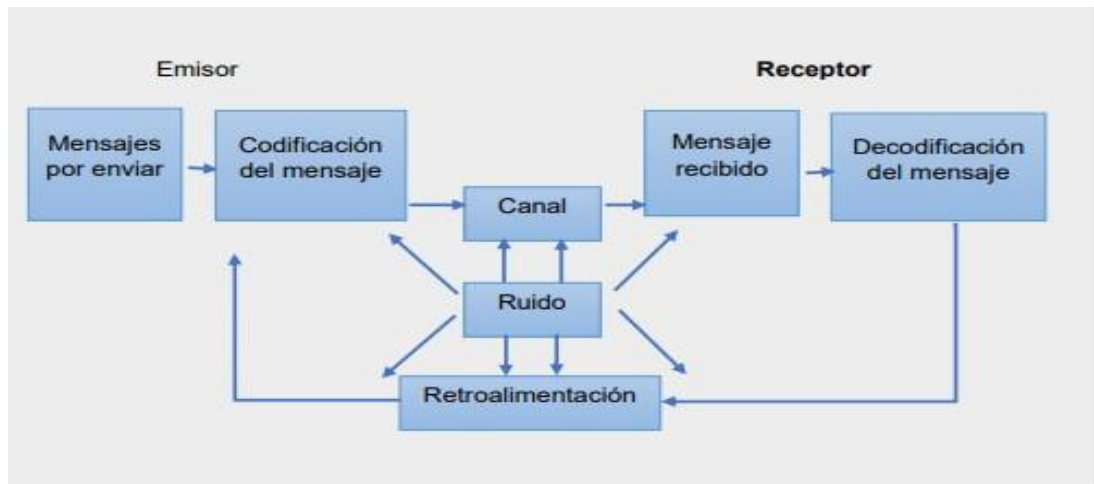 Emisor
Receptor
Mensajes
por enviar
Codificación
del mensaje
Canal
Mensaje
recibido
Decodificación
del mensaje
Ruido
Retroalimentación